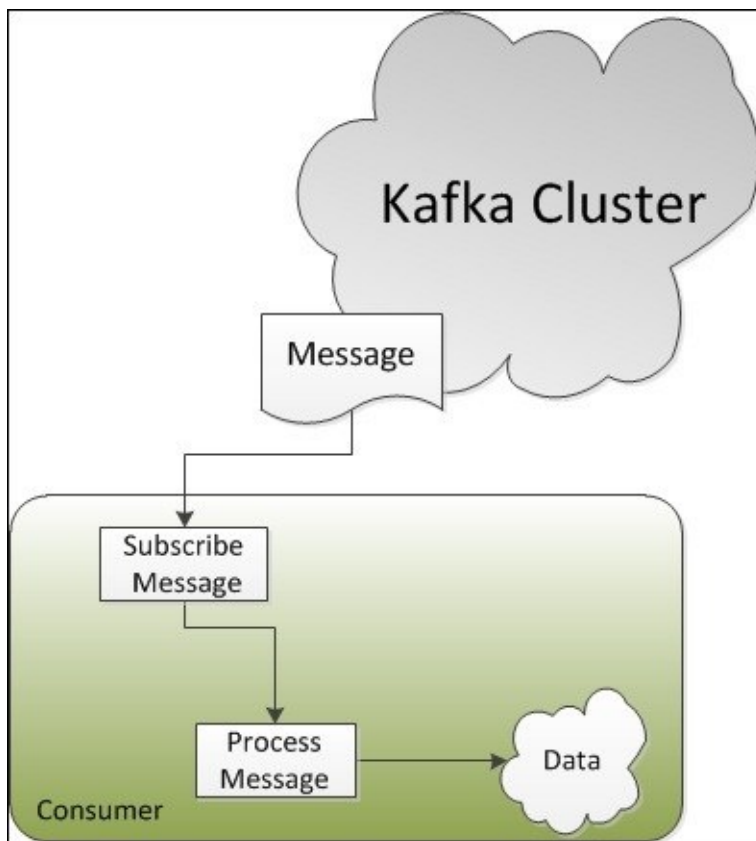 Kafka Cluster
Message
Subscribe
Message
Process
Message
Data
Consumer